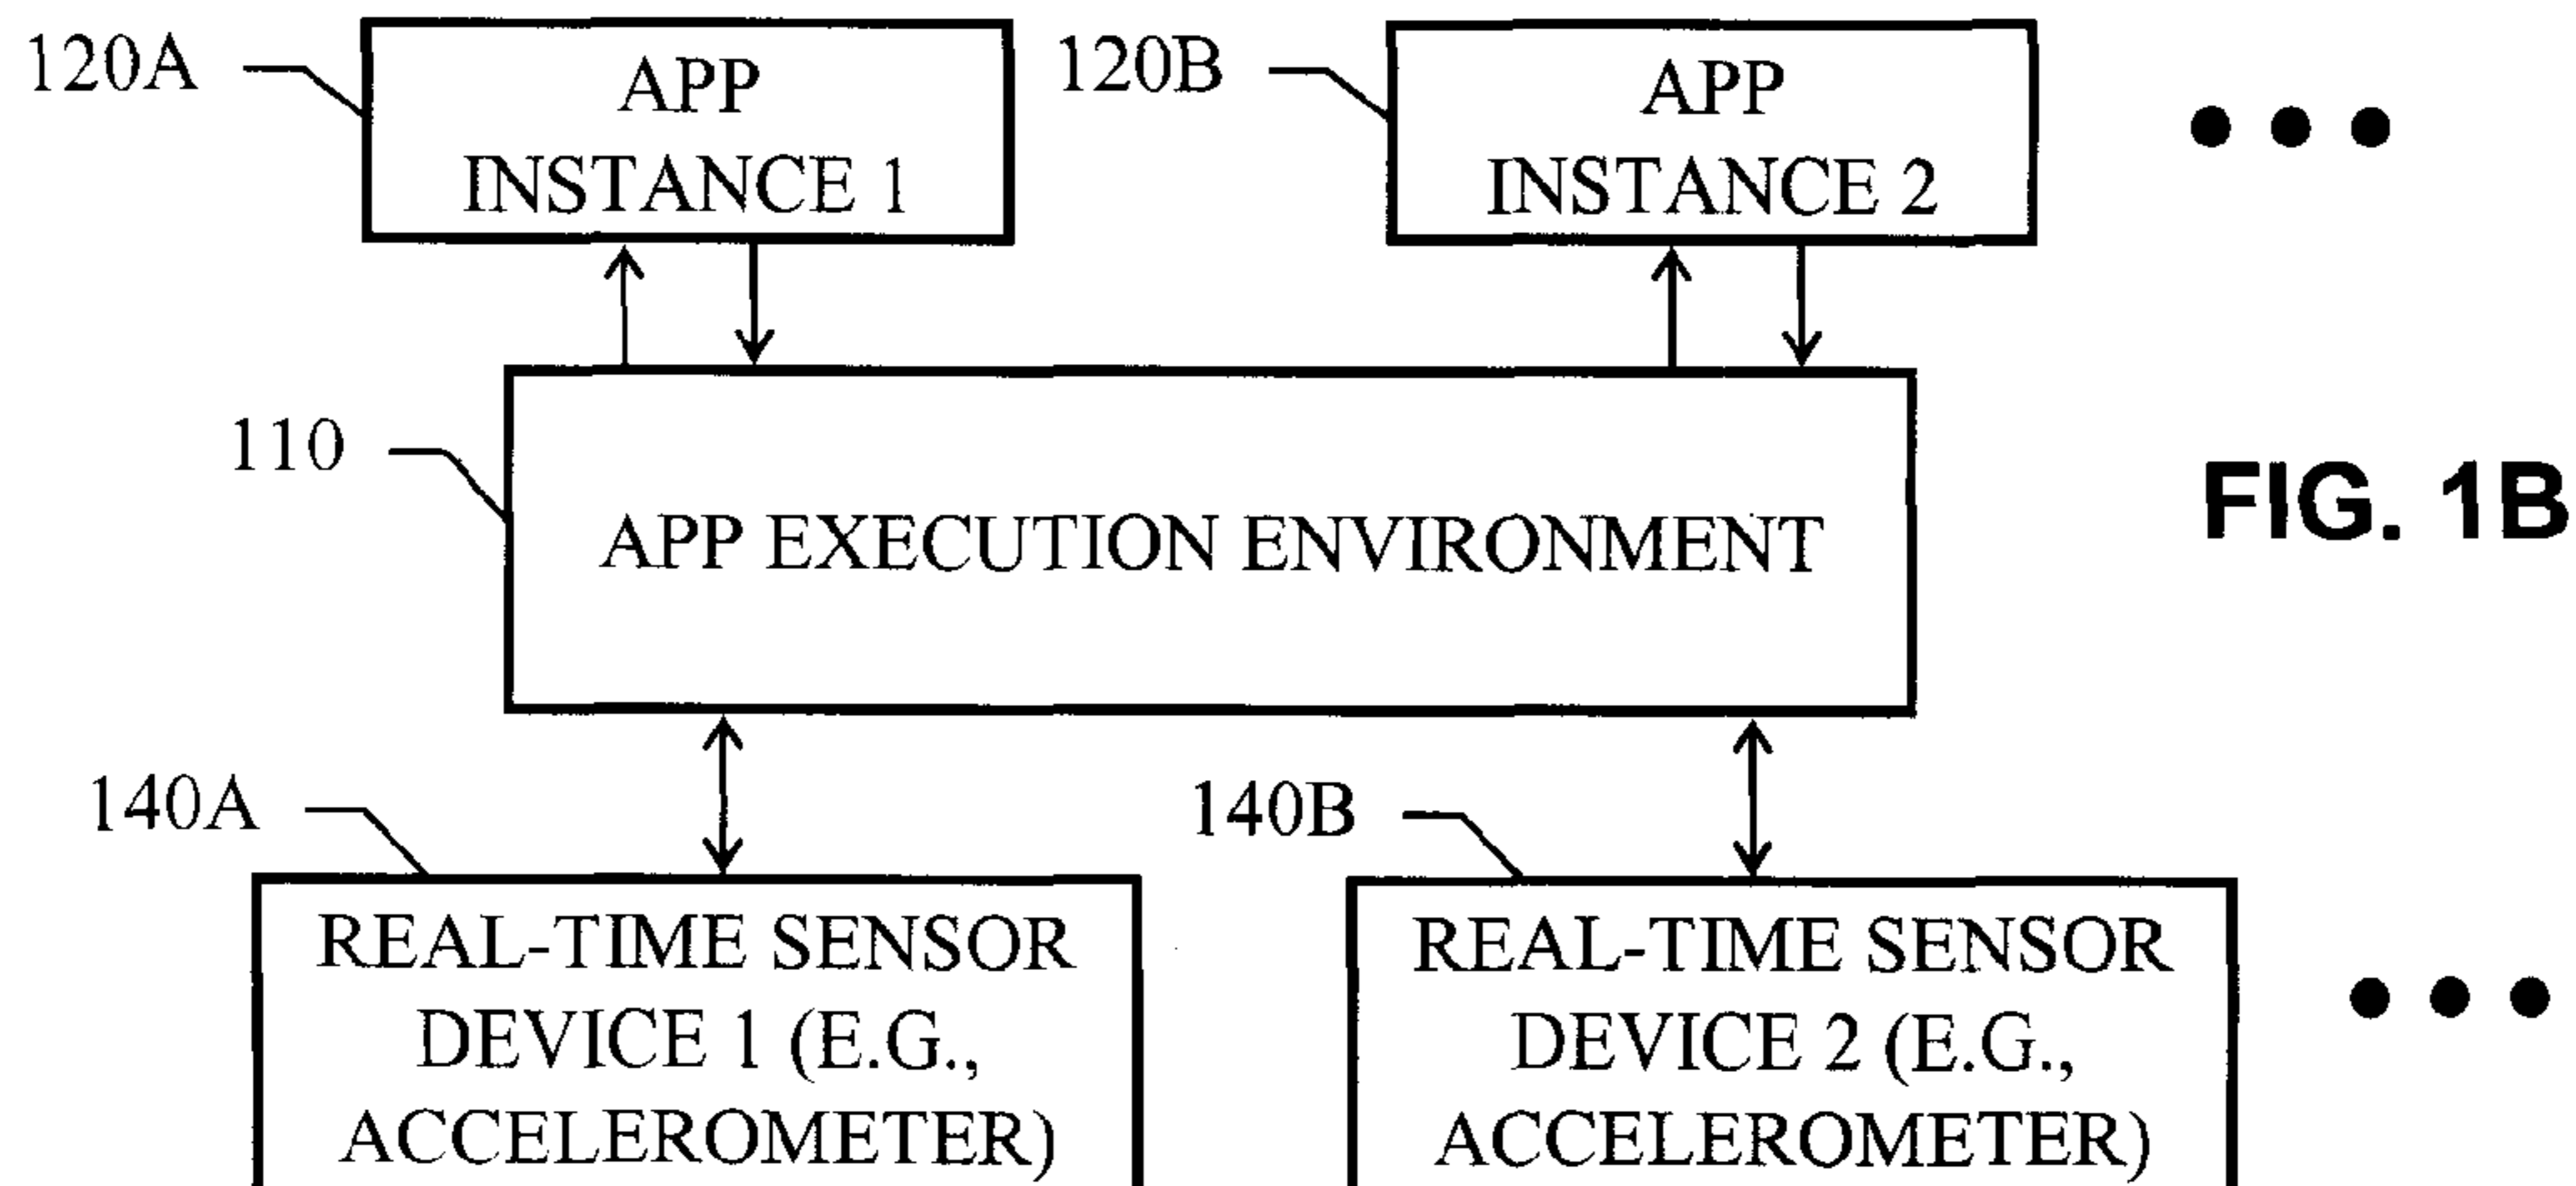 120A
APP
INSTANCE 1
120B
APP
INSTANCE 2
110
APP EXECUTION ENVIRONMENT
FIG. 1B
140A
REAL-TIME SENSOR
DEVICE 1 (E.G.,
ACCELEROMETER)
140B
REAL-TIME SENSOR
DEVICE 2 (E.G.,
ACCELEROMETER)